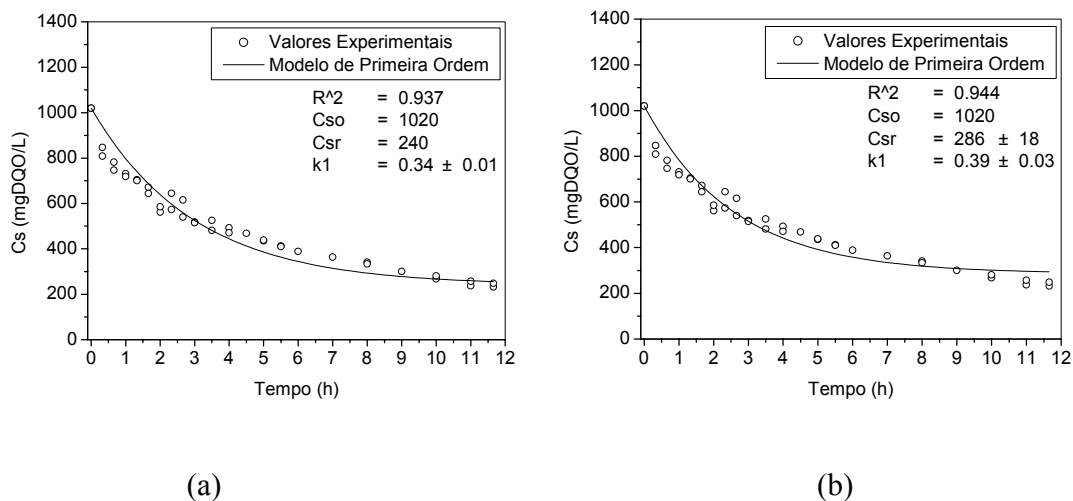 1400
1200
1000
800
600
400
200
0
Cs (mgDQO/L)
Valores Experimentais
Modelo de Primeira Ordem
R^2 = 0.937
Cso = 1020
Csr = 240
k1 = 0.34 ± 0.01
0 1 2 3 4 5 6 7 8 9 10 11 12
Tempo (h)
(a)
1400
1200
1000
800
600
400
200
0
Cs (mgDQO/L)
Valores Experimentais
Modelo de Primeira Ordem
R^2 = 0.944
Cso = 1020
Csr = 286 ± 18
k1 = 0.39 ± 0.03
0 1 2 3 4 5 6 7 8 9 10 11 12
Tempo (h)
(b)